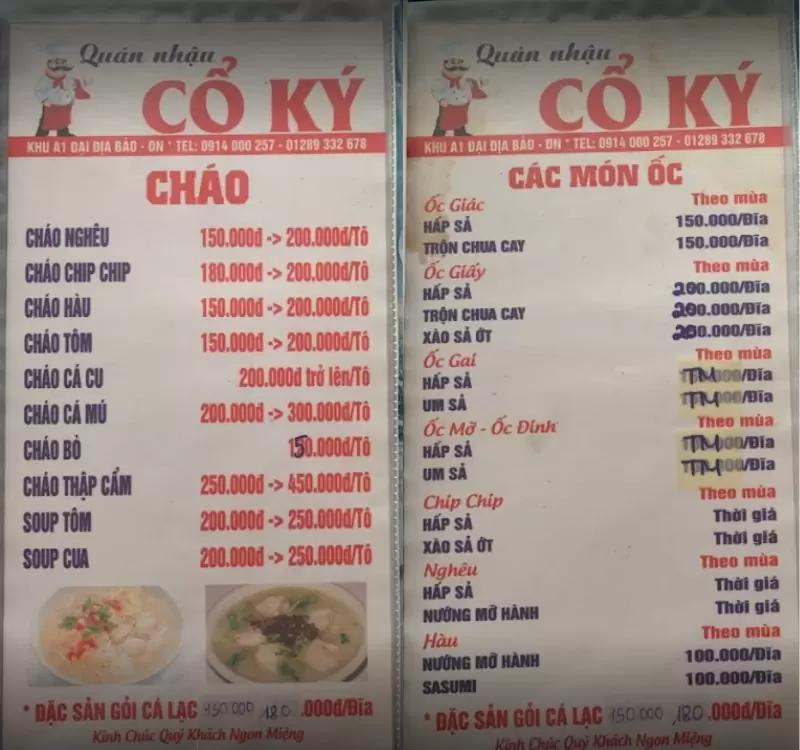 Quán nhậu
CỔ KÝ
KHU A1 ĐẠI ĐỊA BẢO - ĐN * TEL: 0914 000 257 - 01289 332 678
CHÁO
CHÁO NGHÊU 150.000đ -> 200.000đ/Tô
CHÁO CHIP CHIP 180.000đ -> 200.000đ/Tô
CHÁO HÀU 150.000đ -> 200.000đ/Tô
CHÁO TÔM 150.000đ -> 200.000đ/Tô
CHÁO CÁ CU 200.000đ trở lên/Tô
CHÁO CÁ MÚ 200.000đ -> 300.000đ/Tô
CHÁO BÒ 150.000đ/Tô
CHÁO THẬP CẨM 250.000đ -> 450.000đ/Tô
SOUP TÔM 200.000đ -> 250.000đ/Tô
SOUP CUA 200.000đ -> 250.000đ/Tô
* ĐẶC SẢN GỎI CÁ LẠC 150.000 180.000đ/Đĩa
Kính Chúc Quý Khách Ngon Miệng
Quán nhậu
CỔ KÝ
KHU A1 ĐẠI ĐỊA BẢO - ĐN * TEL: 0914 000 257 - 01289 332 678
CÁC MÓN ỐC
Ốc Giác Theo mùa
HẤP SẢ 150.000/Đĩa
TRỘN CHUA CAY 150.000/Đĩa
Ốc Giấy Theo mùa
HẤP SẢ 200.000/Đĩa
TRỘN CHUA CAY 200.000/Đĩa
XÀO SẢ ỚT 200.000/Đĩa
Ốc Gai Theo mùa
HẤP SẢ TM/Đĩa
UM SẢ TM/Đĩa
Ốc Mỡ - Ốc Đinh Theo mùa
HẤP SẢ TM/Đĩa
UM SẢ TM/Đĩa
Chip Chip Theo mùa
HẤP SẢ Thời giá
XÀO SẢ ỚT Thời giá
Nghêu Theo mùa
HẤP SẢ Thời giá
NƯỚNG MỠ HÀNH Thời giá
Hàu Theo mùa
NƯỚNG MỠ HÀNH 100.000/Đĩa
SASUMI 100.000/Đĩa
* ĐẶC SẢN GỎI CÁ LẠC 150.000 180.000đ/Đĩa
Kính Chúc Quý Khách Ngon Miệng